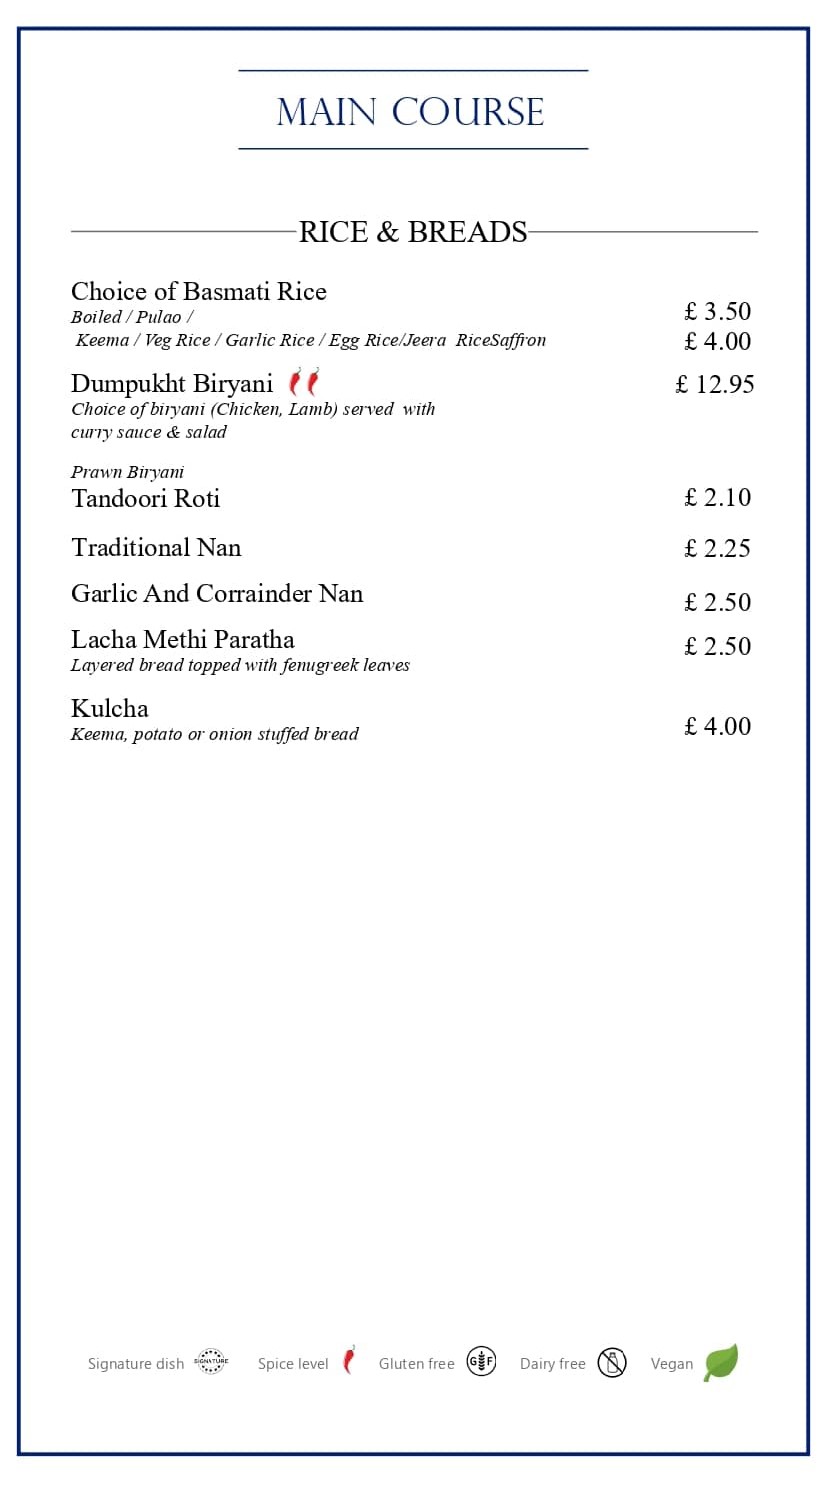 MAIN COURSE
RICE & BREADS
Choice of Basmati Rice
Boiled / Pulao / £ 3.50
Keema / Veg Rice / Garlic Rice / Egg Rice/Jeera RiceSaffron £ 4.00
Dumpukht Biryani £ 12.95
Choice of biryani (Chicken, Lamb) served with
curry sauce & salad
Prawn Biryani
Tandoori Roti £ 2.10
Traditional Nan £ 2.25
Garlic And Corrainder Nan £ 2.50
Lacha Methi Paratha £ 2.50
Layered bread topped with fenugreek leaves
Kulcha
Keema, potato or onion stuffed bread £ 4.00
Signature dish SIGNATURE Spice level Gluten free G F Dairy free Vegan